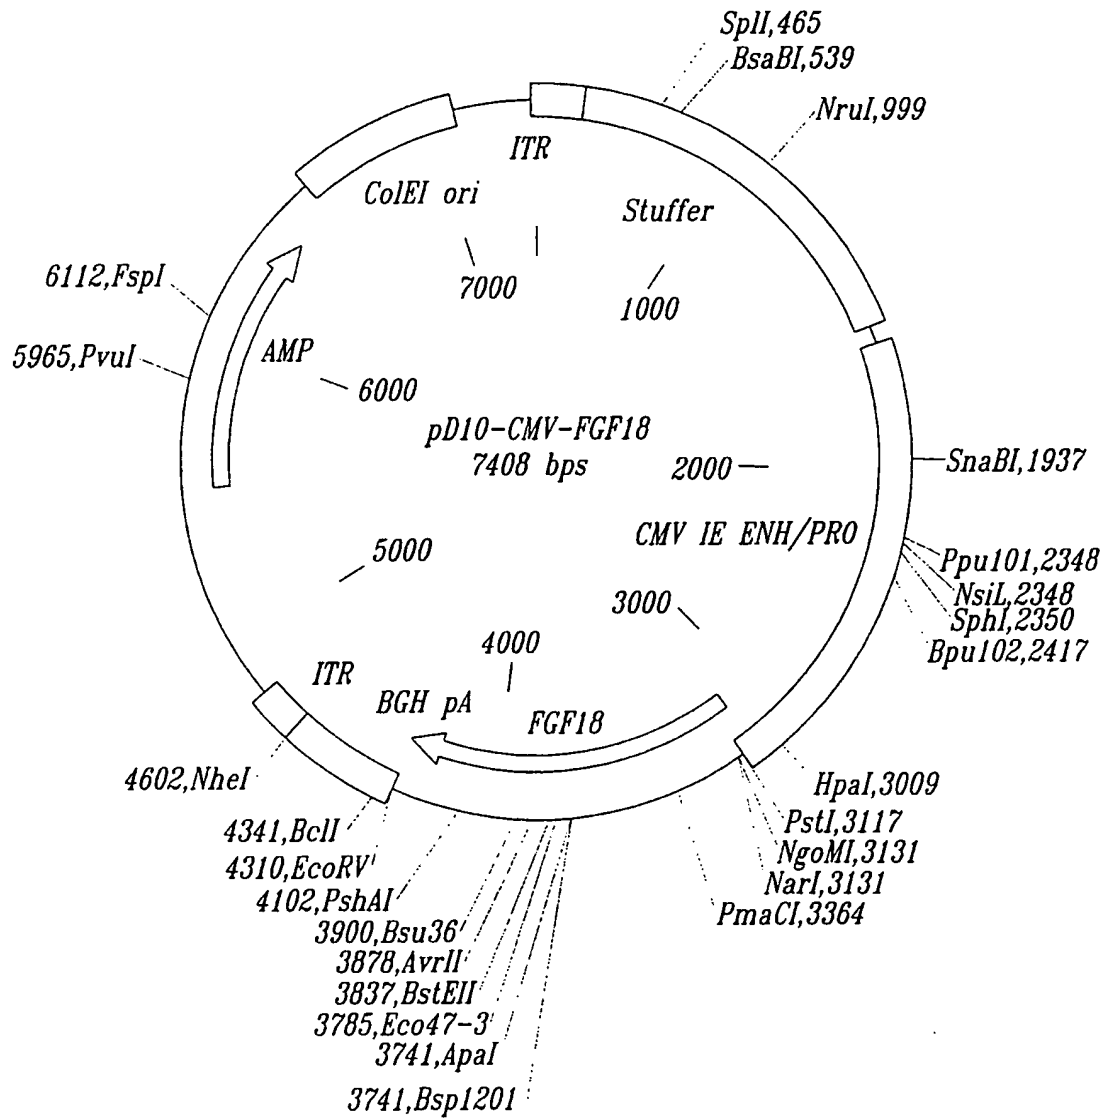 SplI,465
BsaBI,539
NruI,999
ITR
ColEI ori
Stuffer
6112,FspI
7000
1000
5965,PvuI
AMP
6000
pD10-CMV-FGF18
7408 bps
2000
SnaBI,1937
CMV IE ENH/PRO
5000
Ppu101,2348
NsiL,2348
3000
SphI,2350
Bpu102,2417
4000
ITR
BGH pA
FGF18
4602,NheI
HpaI,3009
PstI,3117
4341,BclI
NgoMI,3131
4310,EcoRV
NarI,3131
4102,PshAI
PmaCI,3364
3900,Bsu36
3878,AvrII
3837,BstEII
3785,Eco47-3
3741,ApaI
3741,Bsp1201